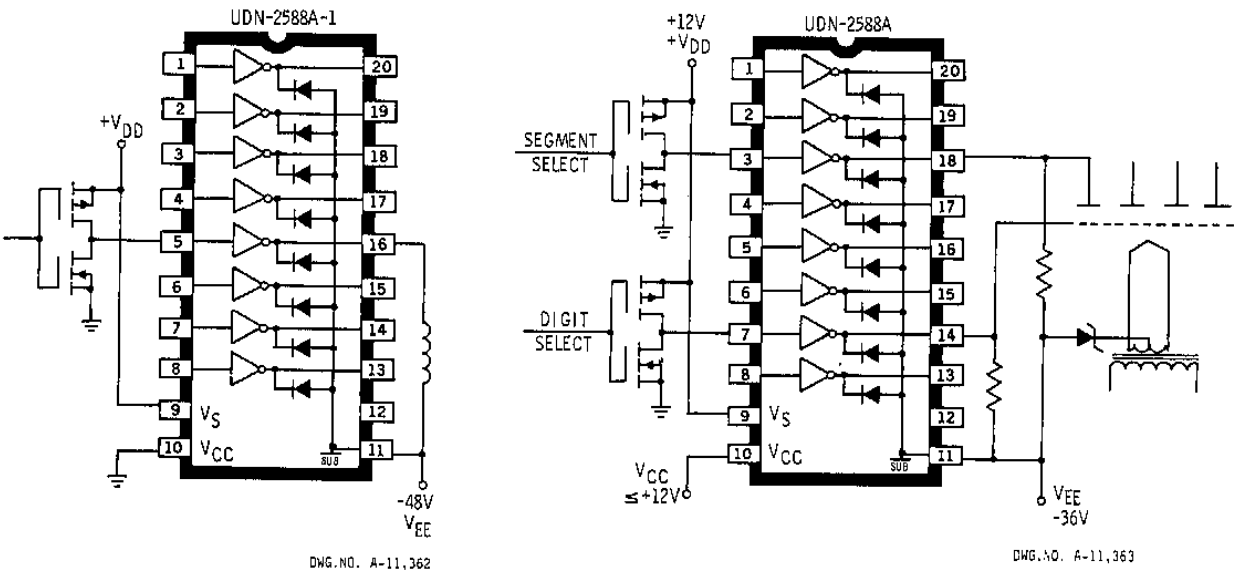 UDN-2588A-1
1
20
2
19
3
18
4
17
5
16
6
15
7
14
8
13
9
VS
12
10
VCC
11
SUB
+VDD
-48V
VEE
DWG.NO. A-11,362
+12V
+VDD
UDN-2588A
1
20
2
19
3
18
4
17
5
16
6
15
7
14
8
13
9
VS
12
10
VCC
11
SUB
SEGMENT
SELECT
DIGIT
SELECT
VCC
≤+12V
VEE
-36V
DWG.NO. A-11,363